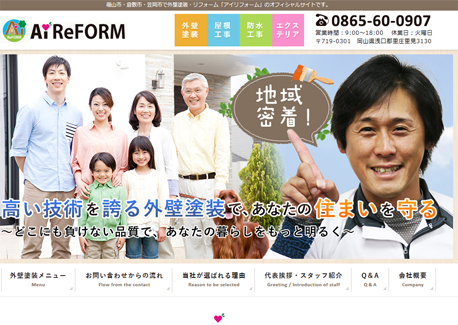 福山市・倉敷市・笠岡市で外壁塗装・リフォーム『アイリフォーム』のオフィシャルサイトです。
Ai ReFORM
外壁塗装
屋根工事
防水工事
エクステリア
0865-60-0907
営業時間：9:00～18:00 休業日：火曜日
〒719-0301 岡山県浅口郡里庄里見3130
地域密着！
高い技術を誇る外壁塗装で、あなたの住まいを守る
～どこにも負けない品質で、あなたの暮らしをもっと明るく～
外壁塗装メニュー
Menu
お問い合わせからの流れ
Flow from the contact
当社が選ばれる理由
Reason to be selected
代表挨拶・スタッフ紹介
Greeting / Introduction of staff
Q＆A
Q＆A
会社概要
Company